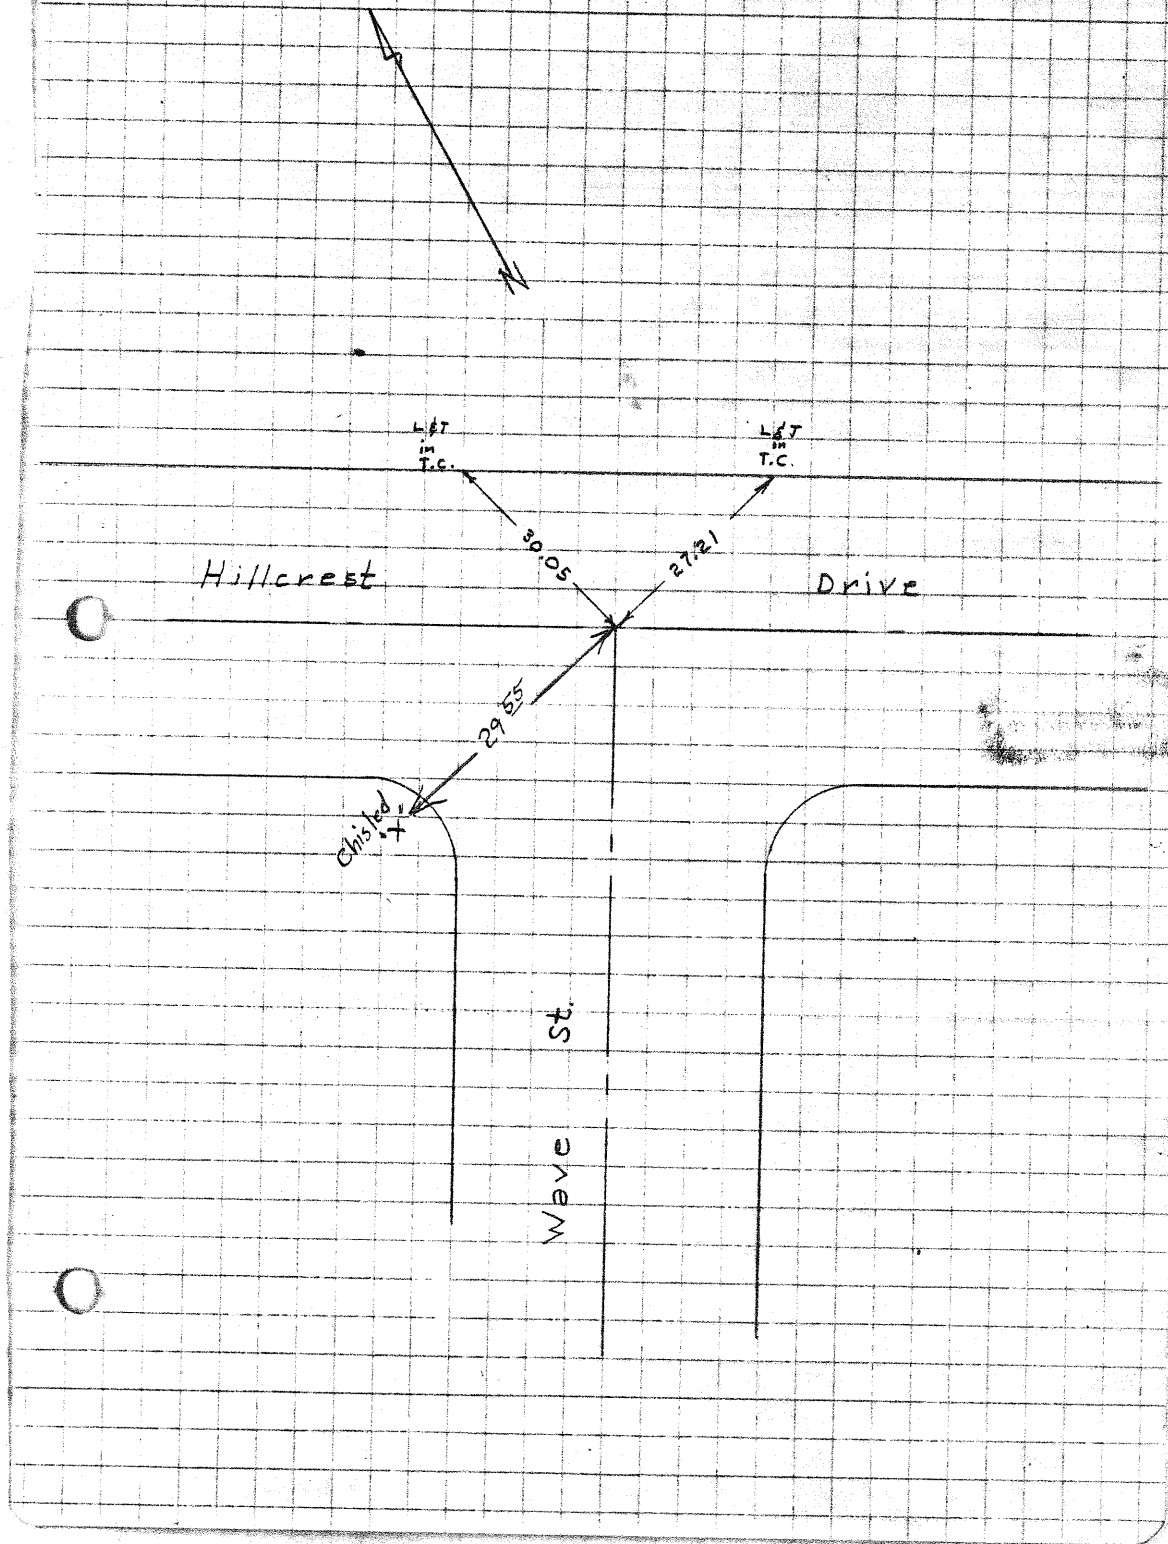 N
L & T
in
T.C.
L & T
in
T.C.
30.05
27.21
Hillcrest Drive
29.55
Chisled
"+"
Wave St.